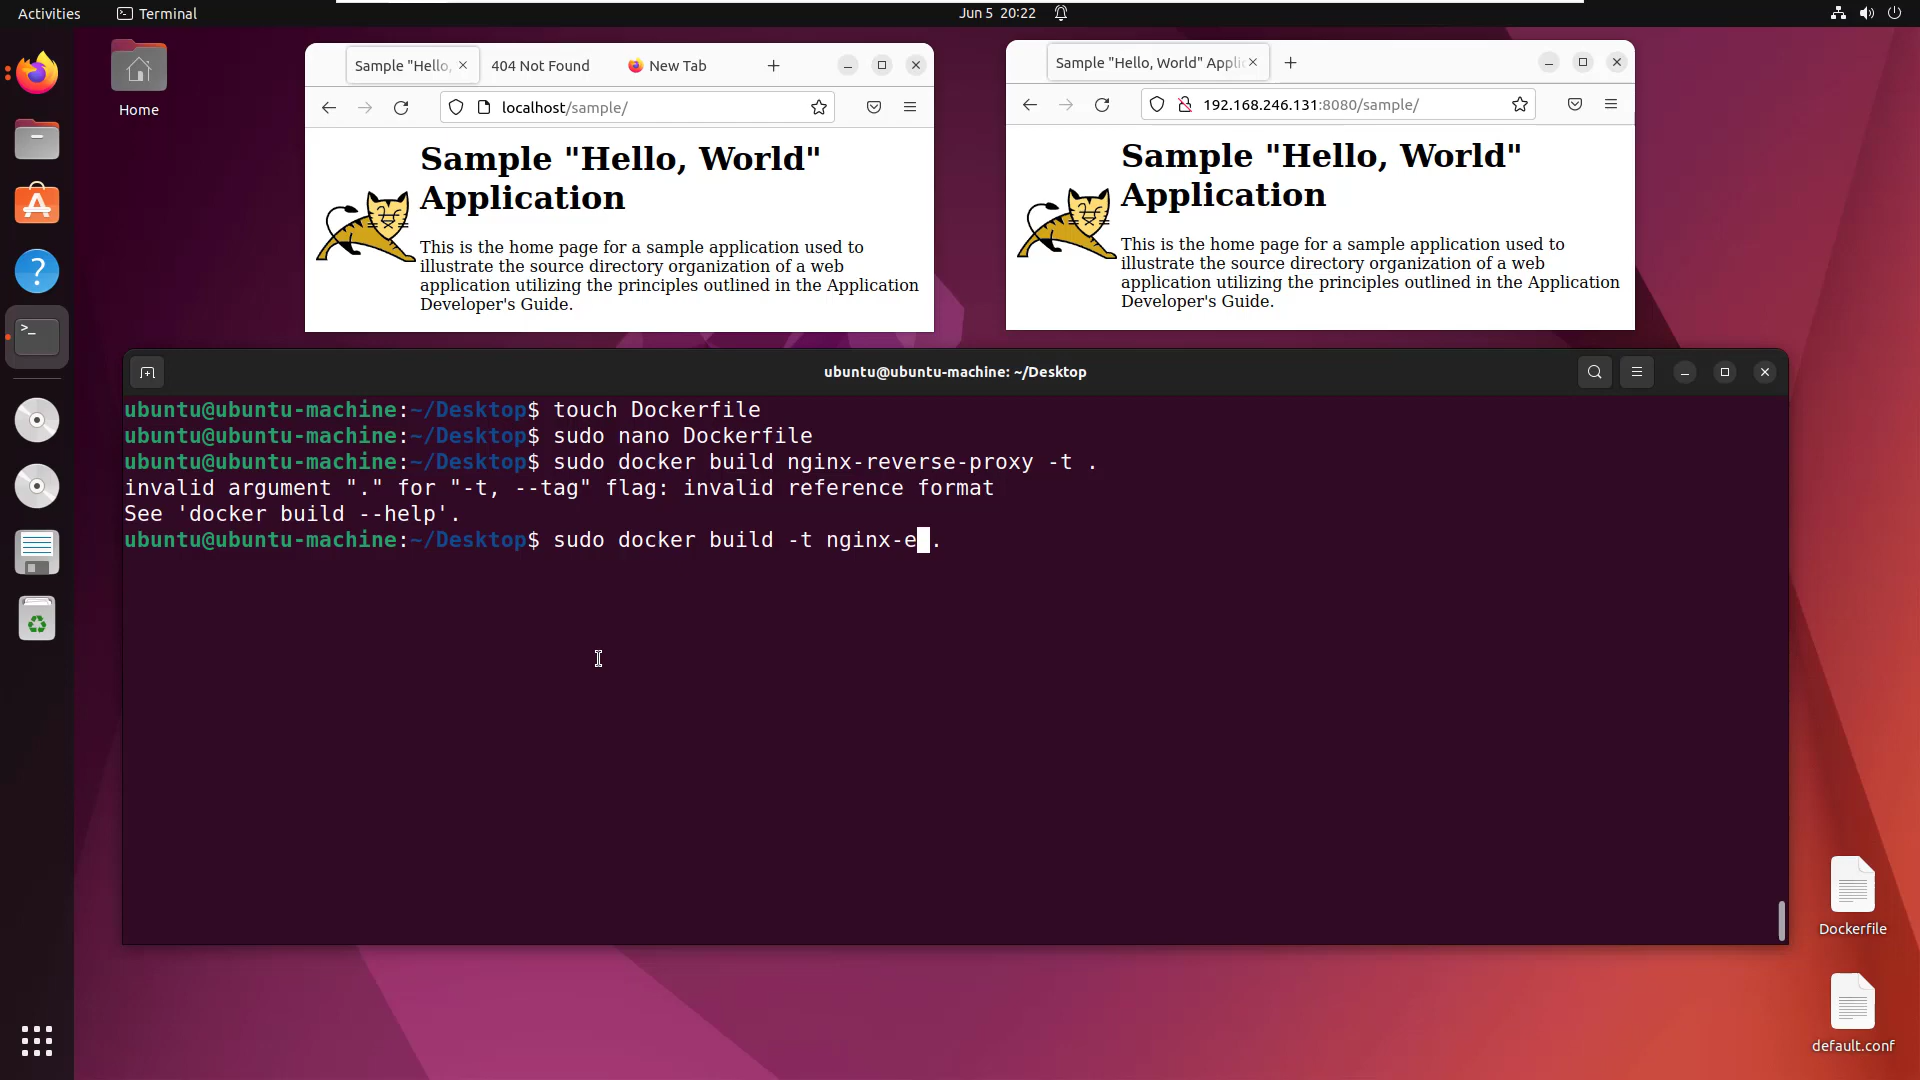 Activities
Terminal
Jun 5 20:22
Home
Sample "Hello,
404 Not Found
New Tab
localhost/sample/
Sample "Hello, World"
Application
This is the home page for a sample application used to
illustrate the source directory organization of a web
application utilizing the principles outlined in the Application
Developer's Guide.
Sample "Hello, World" Appli
192.168.246.131:8080/sample/
Sample "Hello, World"
Application
This is the home page for a sample application used to
illustrate the source directory organization of a web
application utilizing the principles outlined in the Application
Developer's Guide.
ubuntu@ubuntu-machine: ~/Desktop
ubuntu@ubuntu-machine:~/Desktop$ touch Dockerfile
ubuntu@ubuntu-machine:~/Desktop$ sudo nano Dockerfile
ubuntu@ubuntu-machine:~/Desktop$ sudo docker build nginx-reverse-proxy -t .
invalid argument "." for "-t, --tag" flag: invalid reference format
See 'docker build --help'.
ubuntu@ubuntu-machine:~/Desktop$ sudo docker build -t nginx-e .
Dockerfile
default.conf